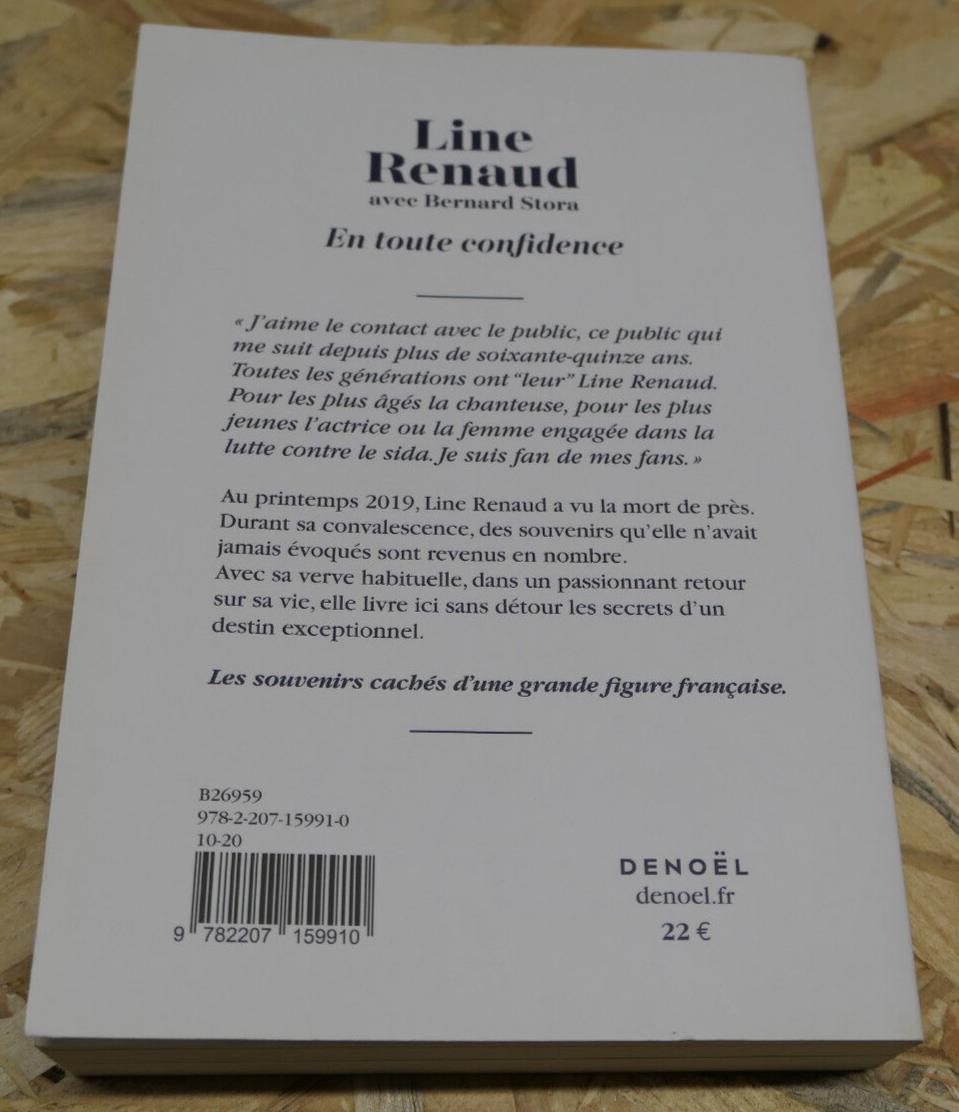 Line
Renaud
avec Bernard Stora
En toute confidence
« J'aime le contact avec le public, ce public qui
me suit depuis plus de soixante-quinze ans.
Toutes les générations ont "leur" Line Renaud.
Pour les plus âgés la chanteuse, pour les plus
jeunes l'actrice ou la femme engagée dans la
lutte contre le sida. Je suis fan de mes fans. »
Au printemps 2019, Line Renaud a vu la mort de près.
Durant sa convalescence, des souvenirs qu'elle n'avait
jamais évoqués sont revenus en nombre.
Avec sa verve habituelle, dans un passionnant retour
sur sa vie, elle livre ici sans détour les secrets d'un
destin exceptionnel.
Les souvenirs cachés d'une grande figure française.
B26959
978-2-207-15991-0
10-20
9 782207 159910
DENOËL
denoel.fr
22 €